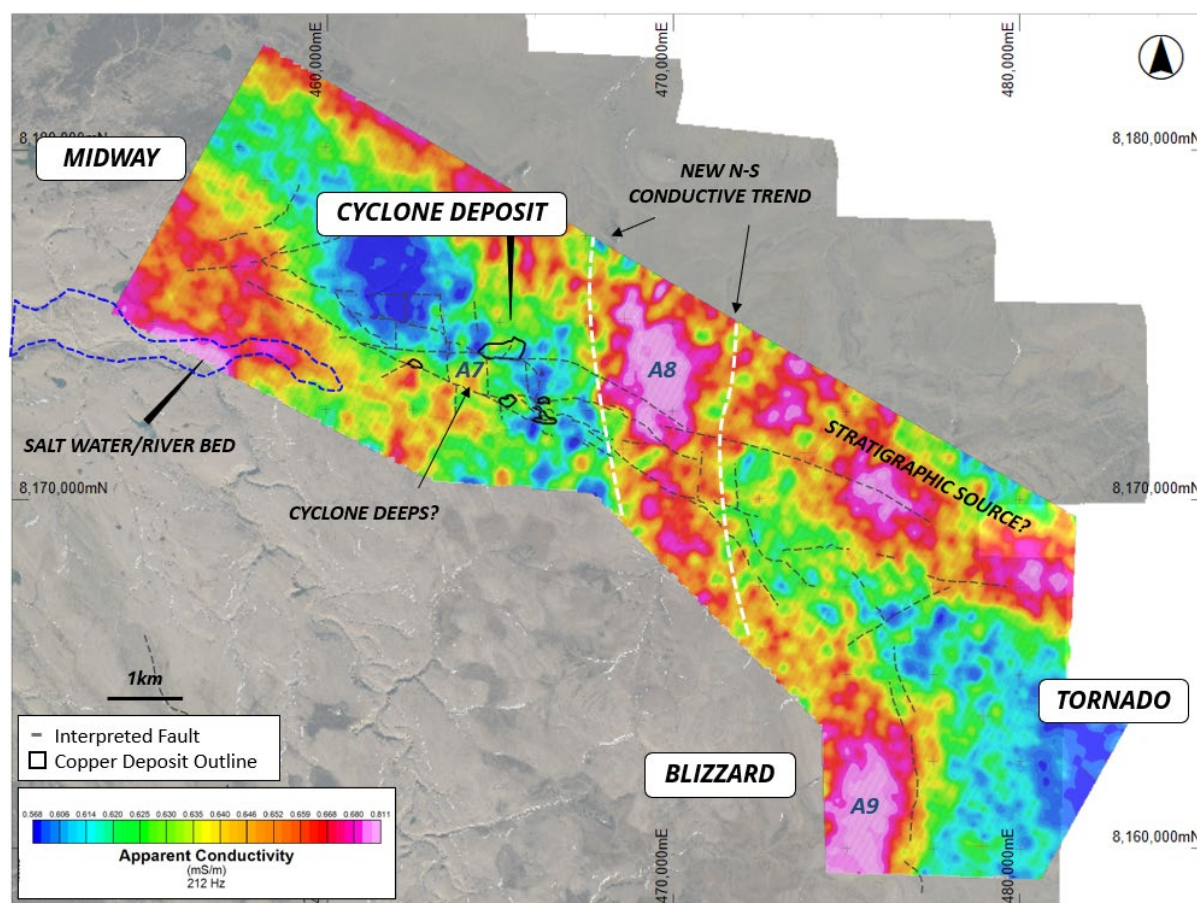 460,000mE
470,000mE
480,000mE
8,180,000mN
8,180,000mN
MIDWAY
NEW N-S
CONDUCTIVE TREND
CYCLONE DEPOSIT
A7
A8
SALT WATER/RIVER BED
STRATIGRAPHIC SOURCE?
8,170,000mN
8,170,000mN
CYCLONE DEEPS?
1km
TORNADO
Interpreted Fault
Copper Deposit Outline
BLIZZARD
A9
0.568 0.606 0.614 0.620 0.625 0.630 0.635 0.640 0.646 0.652 0.659 0.668 0.680 0.811
Apparent Conductivity
(mS/m)
212 Hz
8,160,000mN
470,000mE
480,000mE